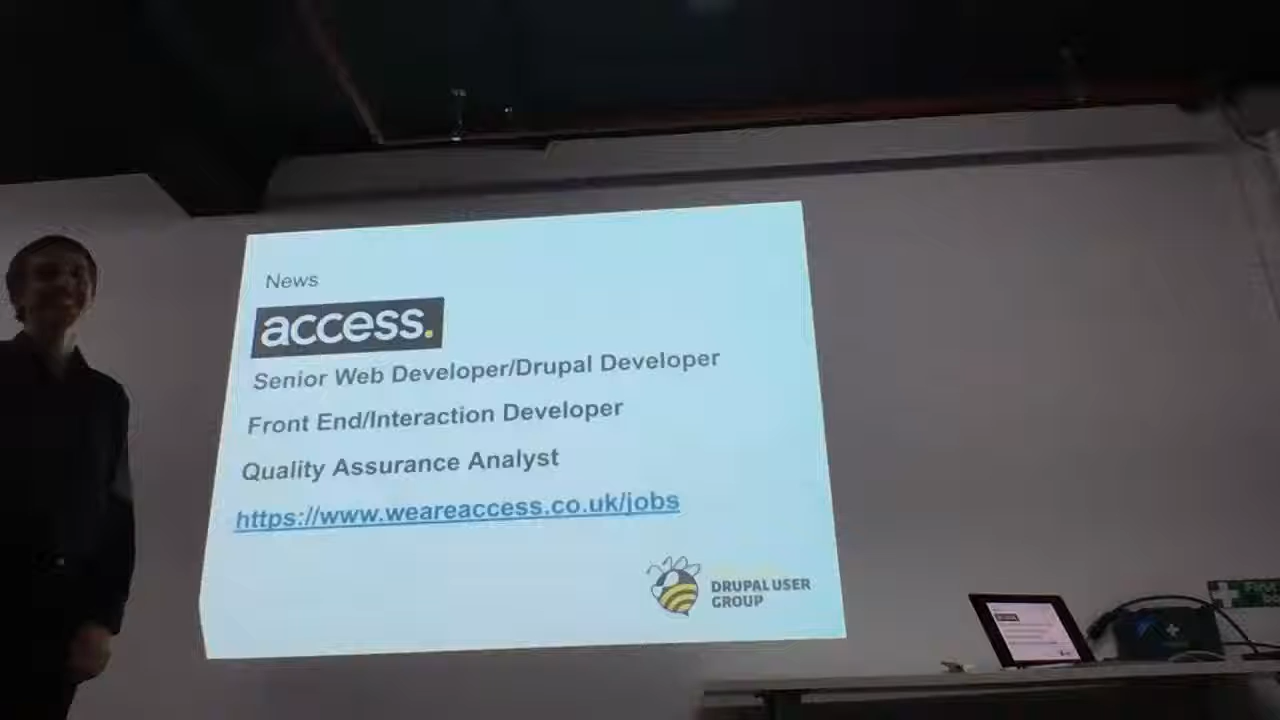 News
access.
Senior Web Developer/Drupal Developer
Front End/Interaction Developer
Quality Assurance Analyst
https://www.weareaccess.co.uk/jobs
DRUPAL USER
GROUP